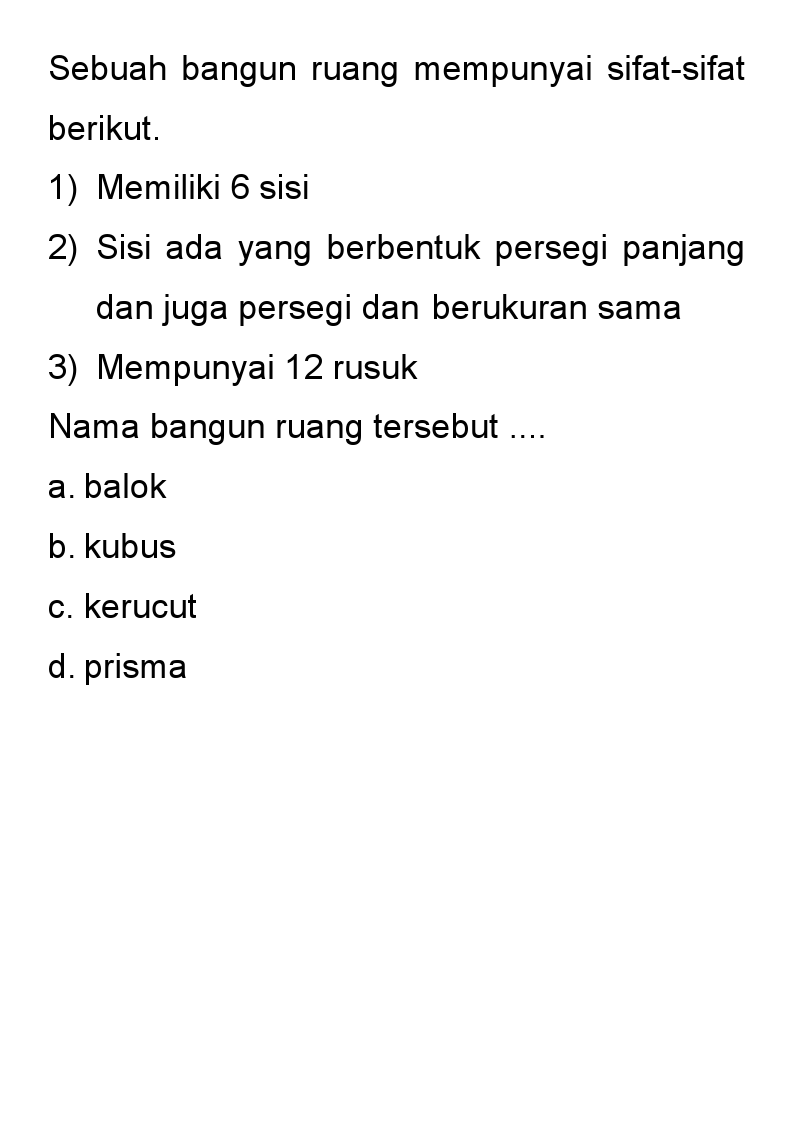 Sebuah bangun ruang mempunyai sifat-sifat
berikut.
1) Memiliki 6 sisi
2) Sisi ada yang berbentuk persegi panjang
dan juga persegi dan berukuran sama
3) Mempunyai 12 rusuk
Nama bangun ruang tersebut ....
a. balok
b. kubus
c. kerucut
d. prisma